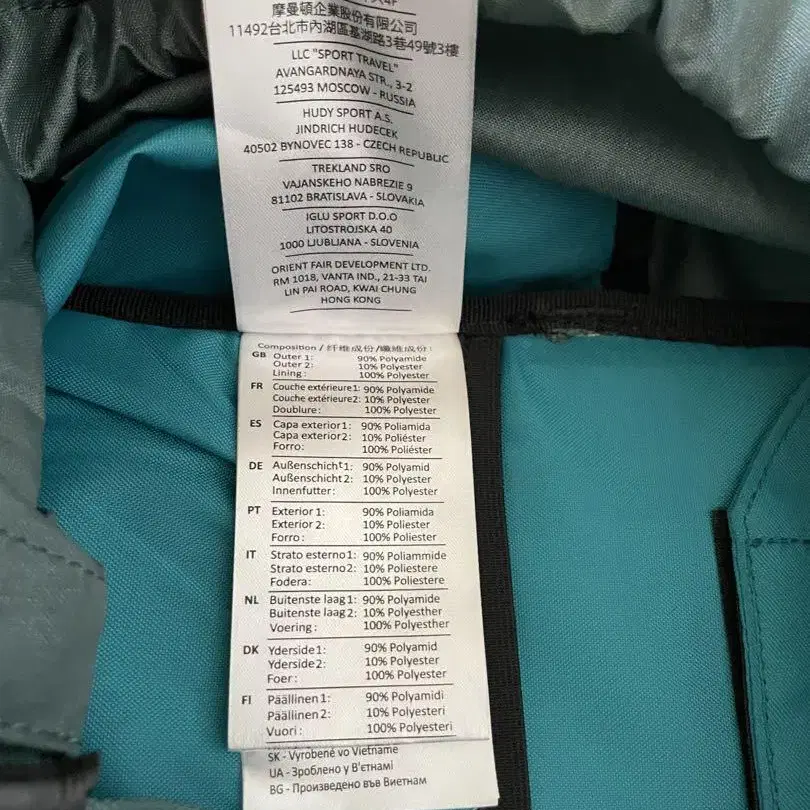 摩曼頓企業股份有限公司
11492台北市內湖區基湖路3巷49號3樓
LLC "SPORT TRAVEL"
AVANGARDNAYA STR., 3-2
125493 MOSCOW - RUSSIA
HUDY SPORT A.S.
JINDRICH HUDECEK
40502 BYNOVEC 138 - CZECH REPUBLIC
TREKLAND SRO
VAJANSKEHO NABREZIE 9
81102 BRATISLAVA - SLOVAKIA
IGLU SPORT D.O.O
LITOSTROJSKA 40
1000 LJUBLJANA - SLOVENIA
ORIENT FAIR DEVELOPMENT LTD.
RM 1018, VANTA IND., 21-33 TAI
LIN PAI ROAD, KWAI CHUNG
HONG KONG
Composition / 纤维成份/纖維成份:
GB Outer 1: 90% Polyamide
Outer 2: 10% Polyester
Lining: 100% Polyester
FR Couche extérieure1: 90% Polyamide
Couche extérieure2: 10% Polyester
Doublure: 100% Polyester
ES Capa exterior1: 90% Poliamida
Capa exterior2: 10% Poliéster
Forro: 100% Poliéster
DE Außenschicht1: 90% Polyamid
Außenschicht2: 10% Polyester
Innenfutter: 100% Polyester
PT Exterior 1: 90% Poliamida
Exterior 2: 10% Poliester
Forro: 100% Poliester
IT Strato esterno1: 90% Poliammide
Strato esterno2: 10% Poliestere
Fodera: 100% Poliestere
NL Buitenste laag1: 90% Polyamide
Buitenste laag2: 10% Polyesther
Voering: 100% Polyesther
DK Yderside1: 90% Polyamid
Yderside2: 10% Polyester
Foer: 100% Polyester
FI Päällinen1: 90% Polyamidi
Päällinen2: 10% Polyesteri
Vuori: 100% Polyesteri
SK - Vyrobené vo Vietname
UA - Зроблено у В'єтнамі
BG - Произведено във Виетнам